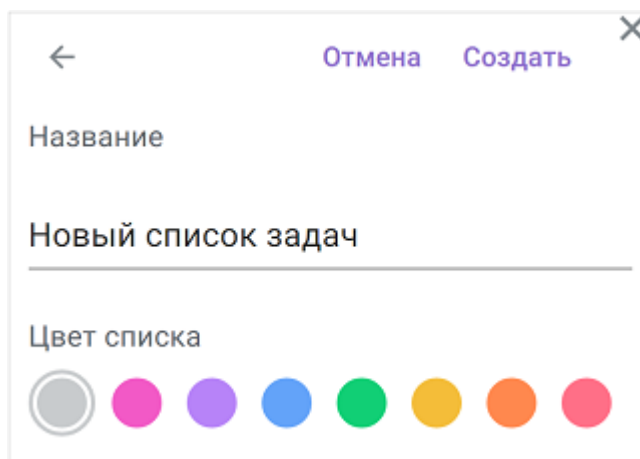 Отмена Создать
Название
Новый список задач
Цвет списка